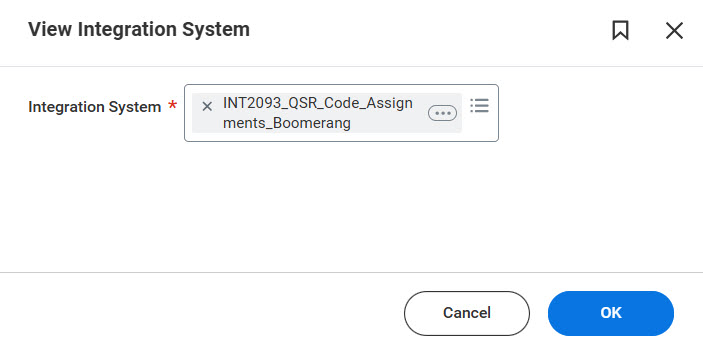 View Integration System
Integration System *
INT2093_QSR_Code_Assign
ments_Boomerang
Cancel
OK